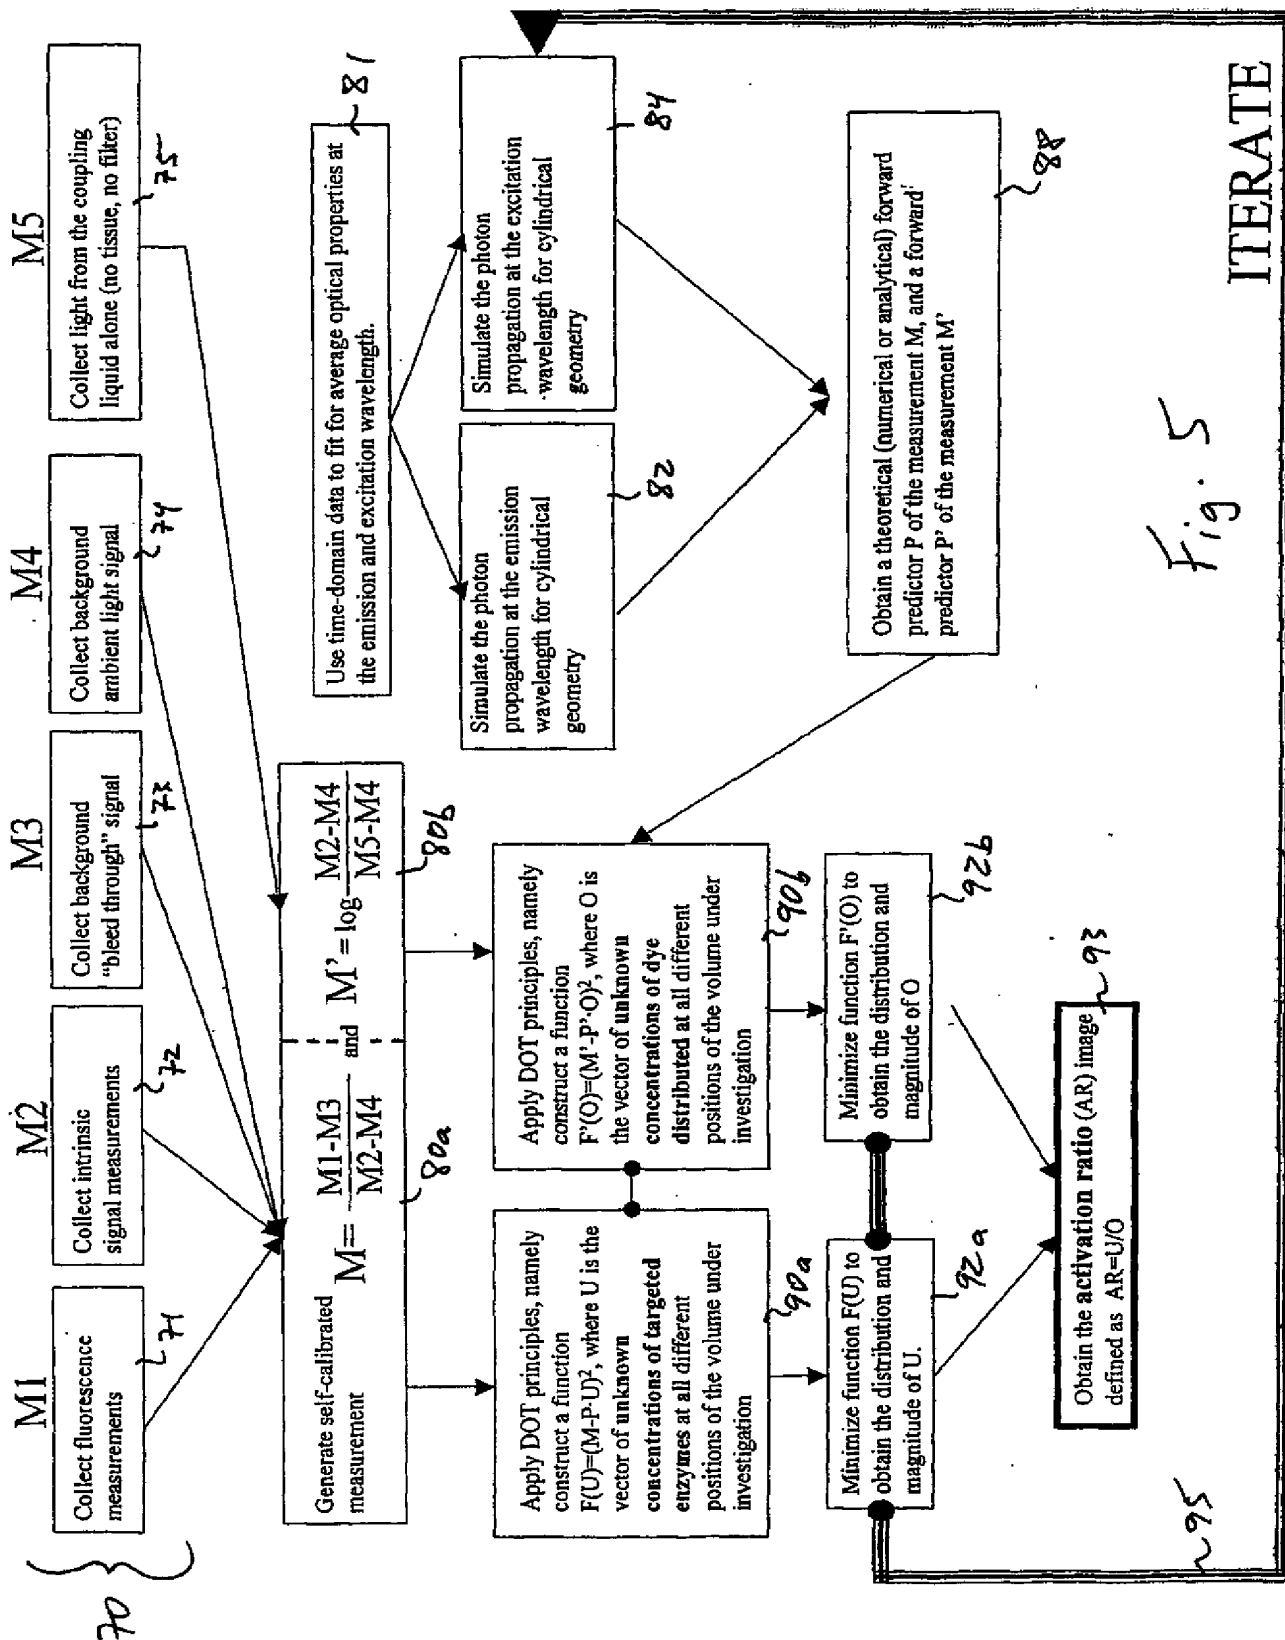 M1
M2
M3
M4
M5
70
Collect fluorescence
measurements
71
Collect intrinsic
signal measurements
72
Collect background
"bleed through" signal
73
Collect background
ambient light signal
74
Collect light from the coupling
liquid alone (no tissue, no filter)
75
Generate self-calibrated
measurement
M= M1-M3 / M2-M4
and
M'= log M2-M4 / M5-M4
80a
80b
Use time-domain data to fit for average optical properties at
the emission and excitation wavelength.
81
Simulate the photon
propagation at the emission
wavelength for cylindrical
geometry
82
Simulate the photon
propagation at the excitation
wavelength for cylindrical
geometry
84
Apply DOT principles, namely
construct a function
F(U)=(M-P·U)², where U is the
vector of unknown
concentrations of targeted
enzymes at all different
positions of the volume under
investigation
90a
Apply DOT principles, namely
construct a function
F'(O)=(M'-P'·O)², where O is
the vector of unknown
concentrations of dye
distributed at all different
positions of the volume under
investigation
90b
Obtain a theoretical (numerical or analytical) forward
predictor P of the measurement M, and a forward
predictor P' of the measurement M'
88
Minimize function F(U) to
obtain the distribution and
magnitude of U.
92a
Minimize function F'(O) to
obtain the distribution and
magnitude of O
92b
Obtain the activation ratio (AR) image
defined as AR=U/O
93
95
Fig. 5
ITERATE